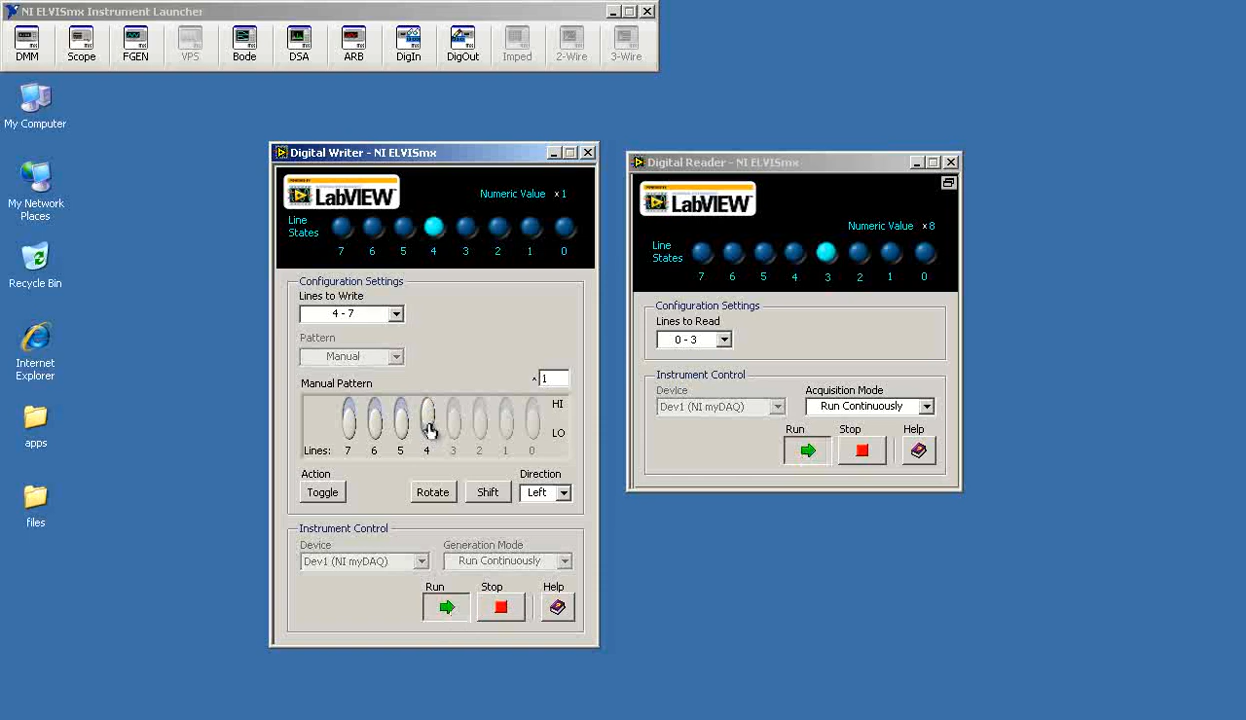 NI ELVISmx Instrument Launcher
DMM Scope FGEN VPS Bode DSA ARB DigIn DigOut Imped 2-Wire 3-Wire
My Computer
My Network
Places
Recycle Bin
Internet
Explorer
apps
files
Digital Writer - NI ELVISmx
POWERED BY
LabVIEW
Numeric Value x 1
Line
States
7 6 5 4 3 2 1 0
Configuration Settings
Lines to Write
4 - 7
Pattern
Manual
Manual Pattern
1
HI
LO
Lines: 7 6 5 4 3 2 1 0
Action
Direction
Toggle Rotate Shift Left
Instrument Control
Device Generation Mode
Dev1 (NI myDAQ) Run Continuously
Run Stop Help
Digital Reader - NI ELVISmx
POWERED BY
LabVIEW
Numeric Value x 8
Line
States
7 6 5 4 3 2 1 0
Configuration Settings
Lines to Read
0 - 3
Instrument Control
Device Acquisition Mode
Dev1 (NI myDAQ) Run Continuously
Run Stop Help